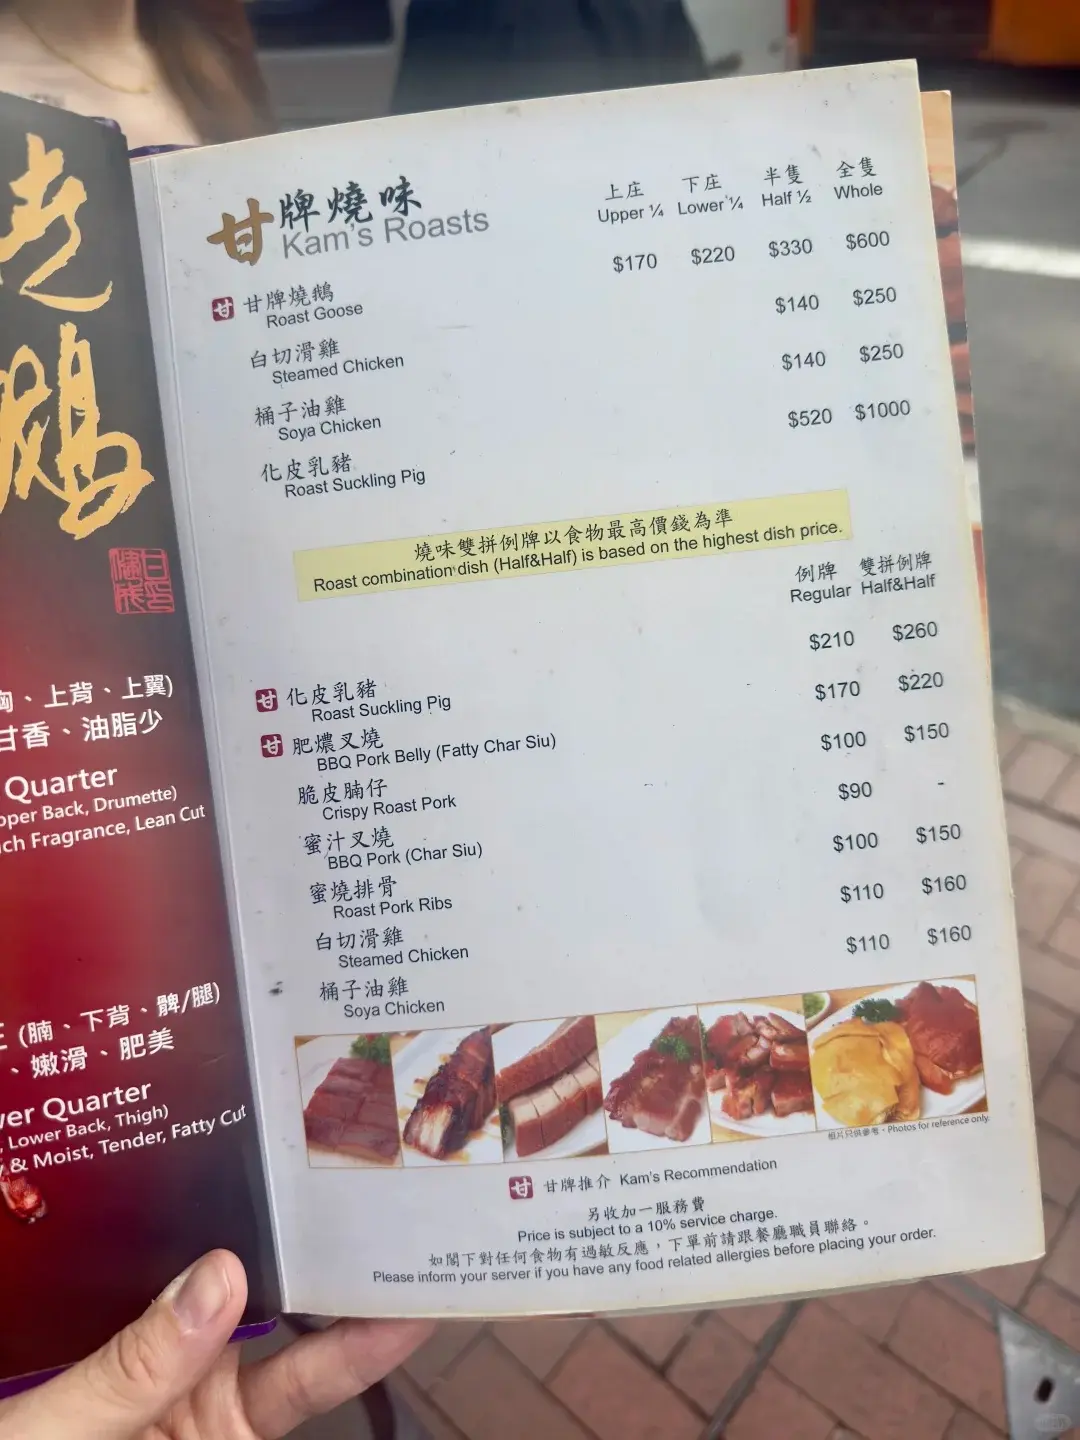 鵝
胸、上背、上翼)
甘香、油脂少
Quarter
pper Back, Drumette)
ch Fragrance, Lean Cut
(腩、下背、髀/腿)
、嫩滑、肥美
ver Quarter
, Lower Back, Thigh)
& Moist, Tender, Fatty Cut
甘牌燒味
Kam's Roasts
上庄 下庄 半隻 全隻
Upper ¼ Lower ¼ Half ½ Whole
$170 $220 $330 $600
甘 甘牌燒鵝
Roast Goose
$140 $250
白切滑雞
Steamed Chicken
$140 $250
桶子油雞
Soya Chicken
$520 $1000
化皮乳豬
Roast Suckling Pig
燒味雙拼例牌以食物最高價錢為準
Roast combination dish (Half&Half) is based on the highest dish price.
例牌 雙拼例牌
Regular Half&Half
$210 $260
甘 化皮乳豬
Roast Suckling Pig
$170 $220
甘 肥燶叉燒
BBQ Pork Belly (Fatty Char Siu)
$100 $150
脆皮腩仔
Crispy Roast Pork
$90 -
蜜汁叉燒
BBQ Pork (Char Siu)
$100 $150
蜜燒排骨
Roast Pork Ribs
$110 $160
白切滑雞
Steamed Chicken
$110 $160
桶子油雞
Soya Chicken
相片只供參考。Photos for reference only.
甘 甘牌推介 Kam's Recommendation
另收加一服務費
Price is subject to a 10% service charge.
如閣下對任何食物有過敏反應，下單前請跟餐廳職員聯絡。
Please inform your server if you have any food related allergies before placing your order.